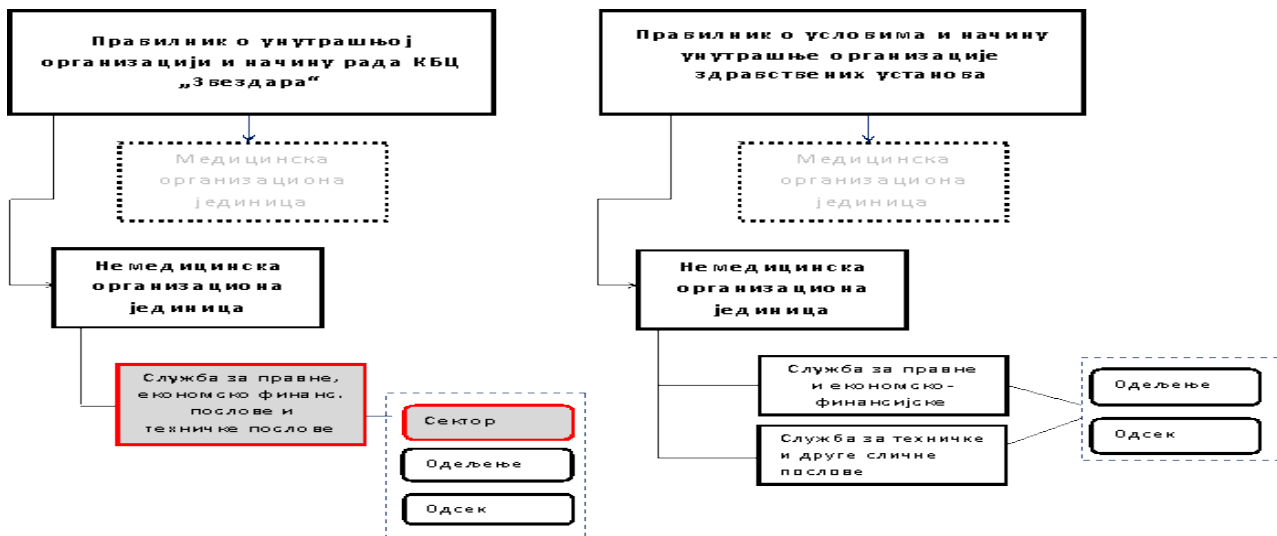 Правилник о унутрашњој
организацији и начину рада КБЦ
„Звездара“
Медицинска
организациона
јединица
Немедицинска
организациона
јединица
Служба за правне,
економско финанс.
послове и
техничке послове
Сектор
Одељење
Одсек
Правилник о условима и начину
унутрашње организације
здравствених установа
Медицинска
организациона
јединица
Немедицинска
организациона
јединица
Служба за правне
и економско-
финансијске
Служба за техничке
и друге сличне
послове
Одељење
Одсек